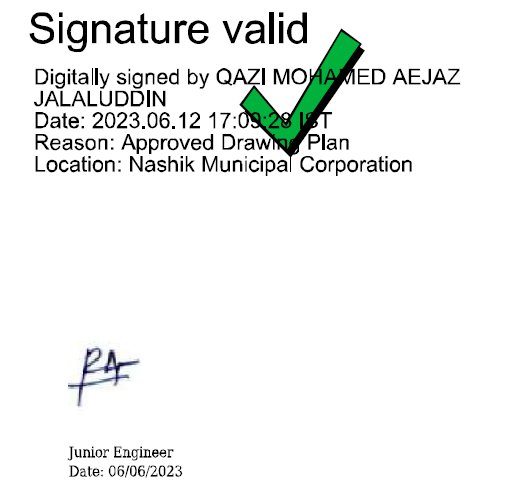 Signature valid
Digitally signed by QAZI MOHAMED AEJAZ
JALALUDDIN
Date: 2023.06.12 17:09:28 IST
Reason: Approved Drawing Plan
Location: Nashik Municipal Corporation
Junior Engineer
Date: 06/06/2023